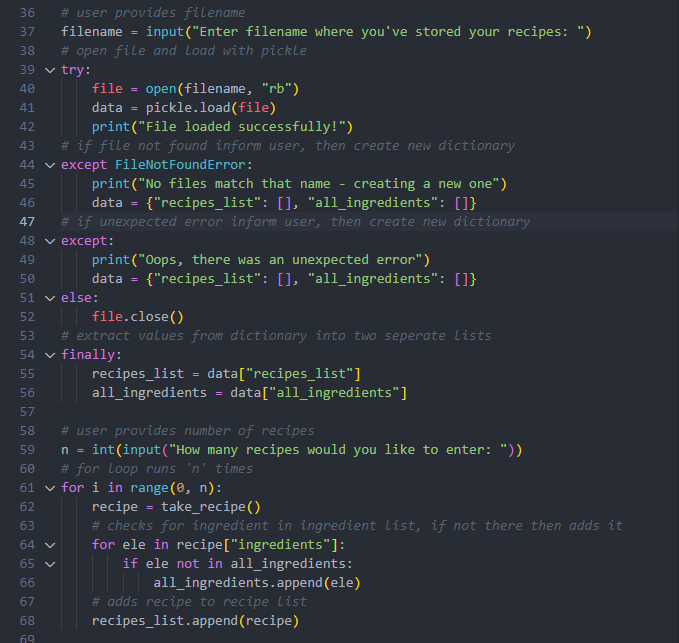 36 # user provides filename
37 filename = input("Enter filename where you've stored your recipes: ")
38 # open file and load with pickle
39 try:
40     file = open(filename, "rb")
41     data = pickle.load(file)
42     print("File loaded successfully!")
43 # if file not found inform user, then create new dictionary
44 except FileNotFoundError:
45     print("No files match that name - creating a new one")
46     data = {"recipes_list": [], "all_ingredients": []}
47 # if unexpected error inform user, then create new dictionary
48 except:
49     print("Oops, there was an unexpected error")
50     data = {"recipes_list": [], "all_ingredients": []}
51 else:
52     file.close()
53 # extract values from dictionary into two seperate lists
54 finally:
55     recipes_list = data["recipes_list"]
56     all_ingredients = data["all_ingredients"]
57
58 # user provides number of recipes
59 n = int(input("How many recipes would you like to enter: "))
60 # for loop runs 'n' times
61 for i in range(0, n):
62     recipe = take_recipe()
63     # checks for ingredient in ingredient list, if not there then adds it
64     for ele in recipe["ingredients"]:
65         if ele not in all_ingredients:
66             all_ingredients.append(ele)
67     # adds recipe to recipe list
68     recipes_list.append(recipe)
69